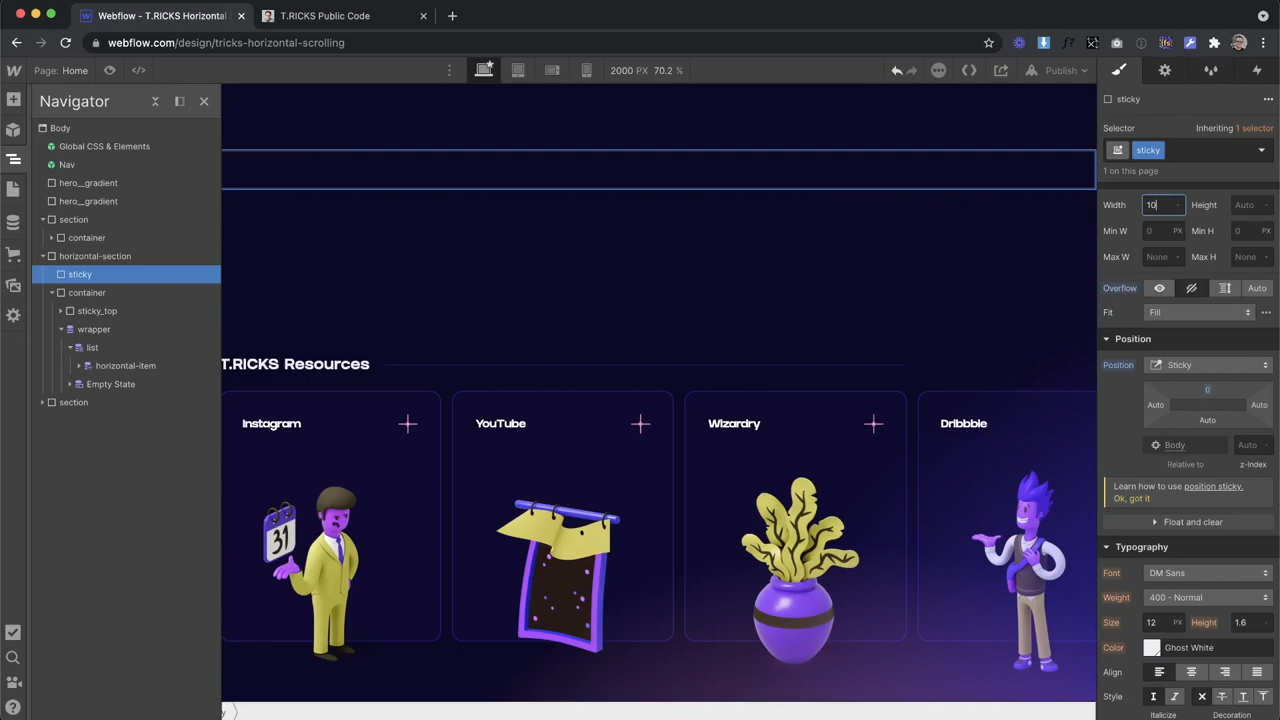 Webflow - T.RICKS Horizontal
T.RICKS Public Code
webflow.com/design/tricks-horizontal-scrolling
Page: Home
2000 PX 70.2 %
Publish
Navigator
Body
Global CSS & Elements
Nav
hero__gradient
hero__gradient
section
container
horizontal-section
sticky
container
sticky_top
wrapper
list
horizontal-item
Empty State
section
T.RICKS Resources
Instagram
YouTube
Wizardry
Dribbble
31
sticky
Selector
Inheriting 1 selector
sticky
1 on this page
Width 10 - Height Auto -
Min W 0 PX Min H 0 PX
Max W None - Max H None -
Overflow Auto
Fit Fill
Position
Position Sticky
0
Auto Auto
Auto
Body Auto -
Relative to z-Index
Learn how to use position sticky.
Ok, got it
Float and clear
Typography
Font DM Sans
Weight 400 - Normal
Size 12 PX Height 1.6 -
Color Ghost White
Align
Style
Italicize Decoration